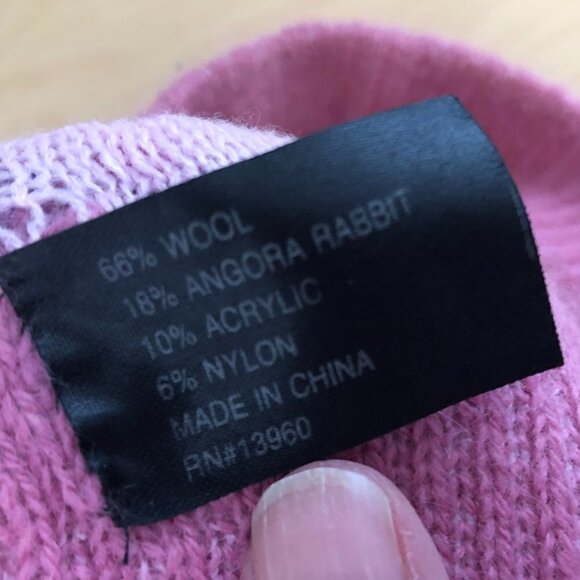 66% WOOL
18% ANGORA RABBIT
10% ACRYLIC
6% NYLON
MADE IN CHINA
RN#13960